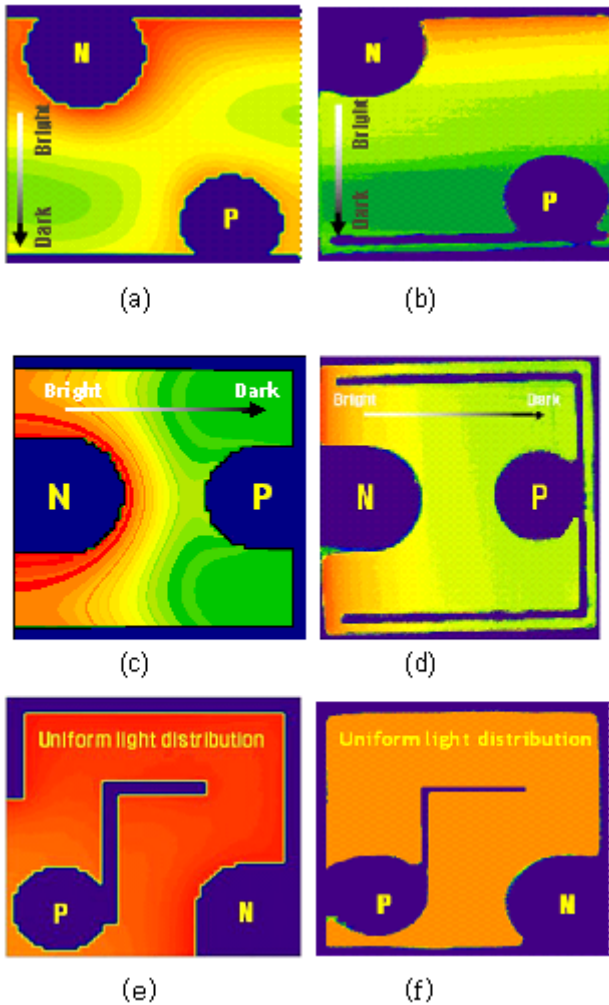 N
Bright
Dark
P
(a)
N
Bright
Dark
P
(b)
Bright Dark
N P
(c)
Bright Dark
N P
(d)
Uniform light distribution
P N
(e)
Uniform light distribution
P N
(f)